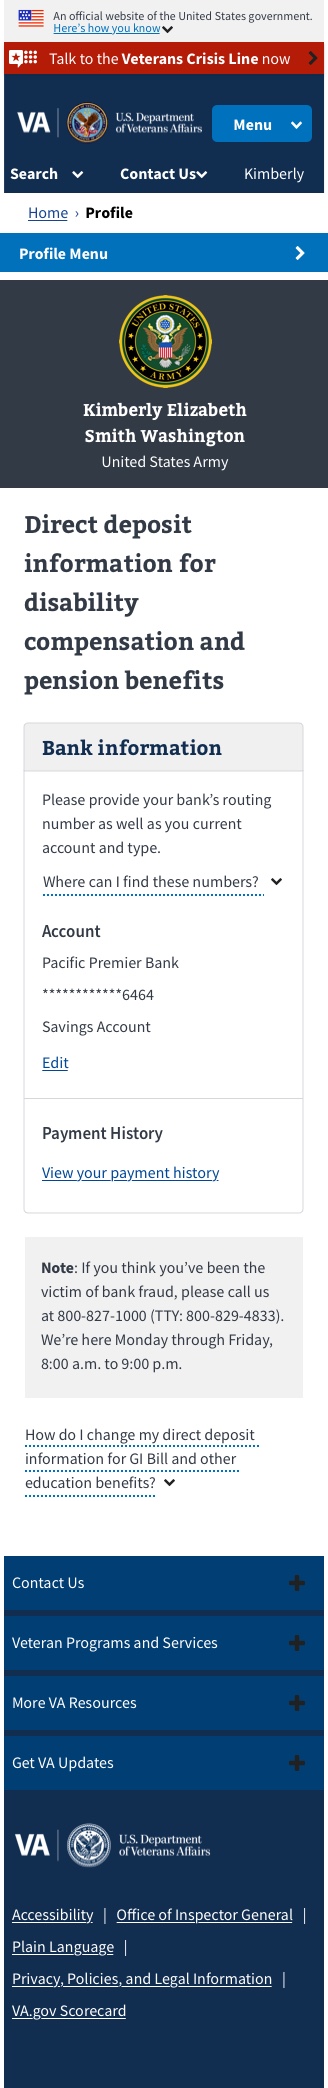 An official website of the United States government.
Here's how you know
Talk to the Veterans Crisis Line now
VA
U.S. Department
of Veterans Affairs
Menu
Search
Contact Us
Kimberly
Home › Profile
Profile Menu
UNITED STATES
ARMY
Kimberly Elizabeth
Smith Washington
United States Army
Direct deposit
information for
disability
compensation and
pension benefits
Bank information
Please provide your bank's routing
number as well as you current
account and type.
Where can I find these numbers?
Account
Pacific Premier Bank
************6464
Savings Account
Edit
Payment History
View your payment history
Note: If you think you've been the
victim of bank fraud, please call us
at 800-827-1000 (TTY: 800-829-4833).
We're here Monday through Friday,
8:00 a.m. to 9:00 p.m.
How do I change my direct deposit
information for GI Bill and other
education benefits?
Contact Us
Veteran Programs and Services
More VA Resources
Get VA Updates
VA
U.S. Department
of Veterans Affairs
Accessibility | Office of Inspector General |
Plain Language |
Privacy, Policies, and Legal Information |
VA.gov Scorecard